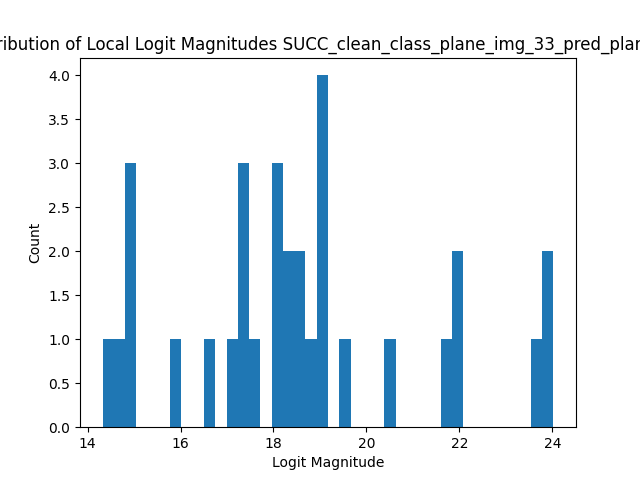 ribution of Local Logit Magnitudes SUCC_clean_class_plane_img_33_pred_plan
4.0
3.5
3.0
2.5
2.0
1.5
1.0
0.5
0.0
Count
14 16 18 20 22 24
Logit Magnitude